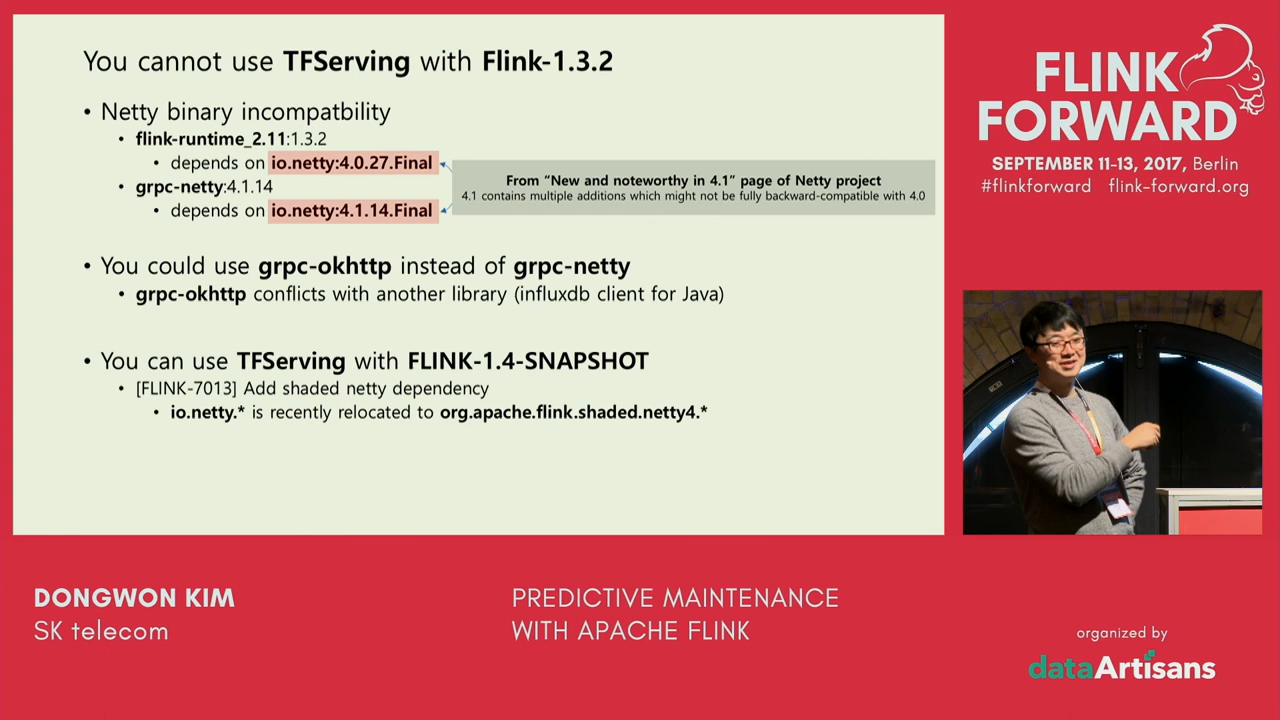 You cannot use TFServing with Flink-1.3.2
• Netty binary incompatbility
• flink-runtime_2.11:1.3.2
• depends on io.netty:4.0.27.Final
• grpc-netty:4.1.14
• depends on io.netty:4.1.14.Final
From “New and noteworthy in 4.1” page of Netty project
4.1 contains multiple additions which might not be fully backward-compatible with 4.0
• You could use grpc-okhttp instead of grpc-netty
• grpc-okhttp conflicts with another library (influxdb client for Java)
• You can use TFServing with FLINK-1.4-SNAPSHOT
• [FLINK-7013] Add shaded netty dependency
• io.netty.* is recently relocated to org.apache.flink.shaded.netty4.*
FLINK
FORWARD
SEPTEMBER 11-13, 2017, Berlin
#flinkforward flink-forward.org
DONGWON KIM
SK telecom
PREDICTIVE MAINTENANCE
WITH APACHE FLINK
organized by
dataArtisans